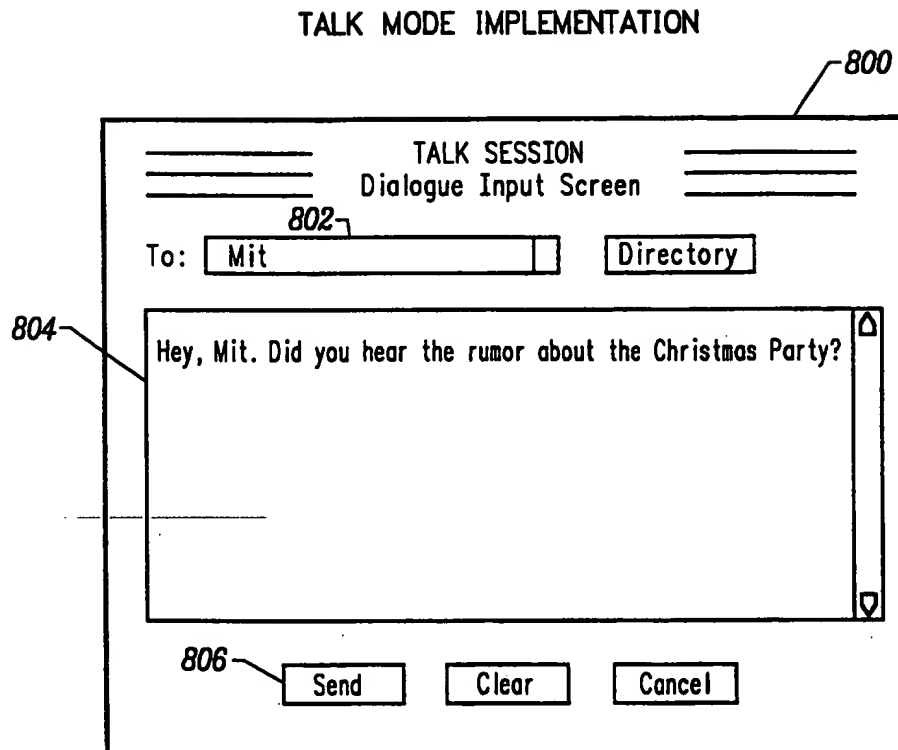 TALK MODE IMPLEMENTATION
800
TALK SESSION
Dialogue Input Screen
802
To: Mit Directory
804
Hey, Mit. Did you hear the rumor about the Christmas Party?
806
Send Clear Cancel